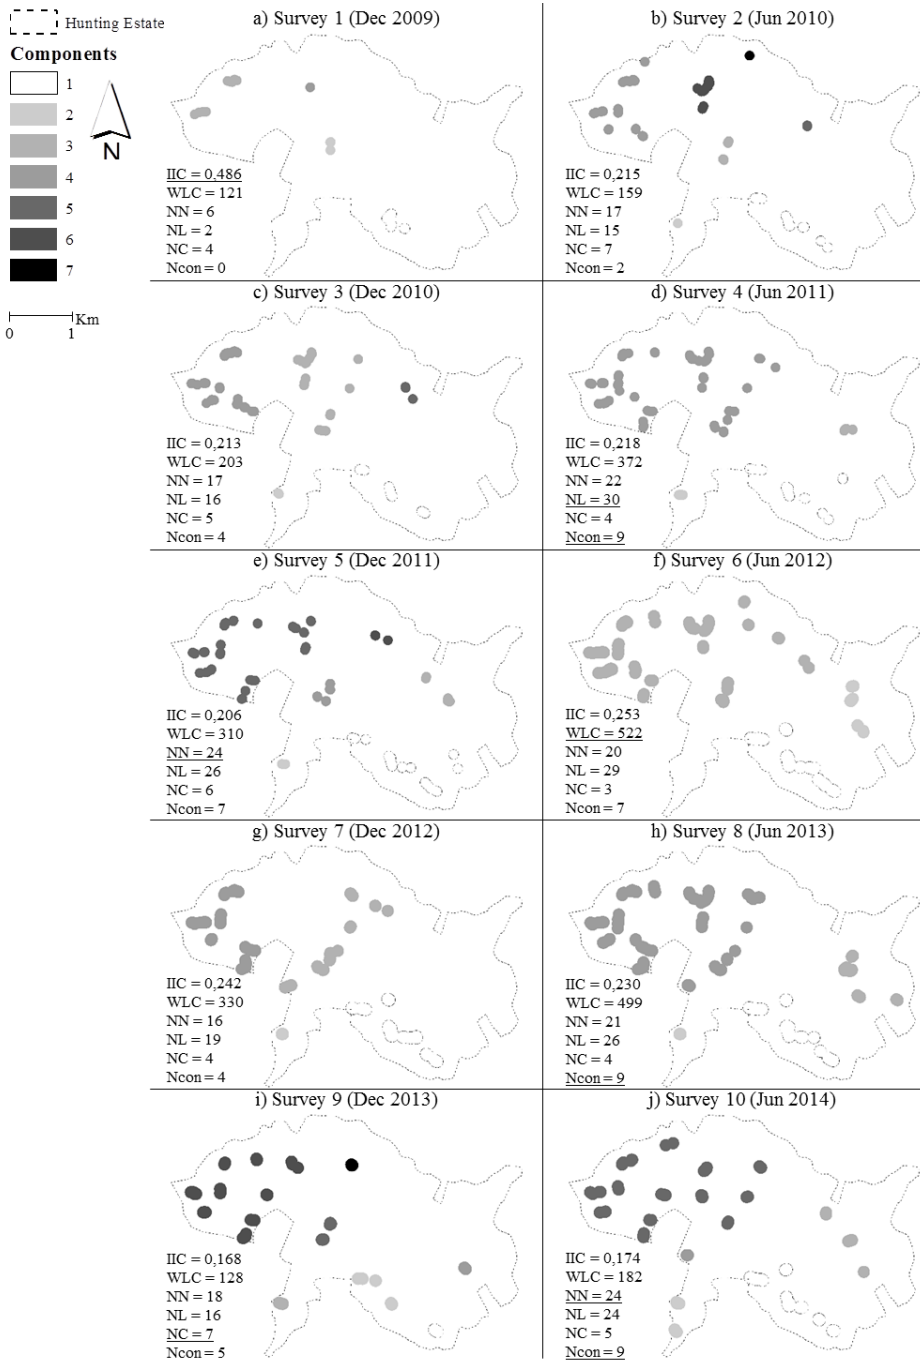 Hunting Estate
Components
1
2
3
4
5
6
7
N
Km
0 1
a) Survey 1 (Dec 2009)
IIC = 0,486
WLC = 121
NN = 6
NL = 2
NC = 4
Ncon = 0
b) Survey 2 (Jun 2010)
IIC = 0,215
WLC = 159
NN = 17
NL = 15
NC = 7
Ncon = 2
c) Survey 3 (Dec 2010)
IIC = 0,213
WLC = 203
NN = 17
NL = 16
NC = 5
Ncon = 4
d) Survey 4 (Jun 2011)
IIC = 0,218
WLC = 372
NN = 22
NL = 30
NC = 4
Ncon = 9
e) Survey 5 (Dec 2011)
IIC = 0,206
WLC = 310
NN = 24
NL = 26
NC = 6
Ncon = 7
f) Survey 6 (Jun 2012)
IIC = 0,253
WLC = 522
NN = 20
NL = 29
NC = 3
Ncon = 7
g) Survey 7 (Dec 2012)
IIC = 0,242
WLC = 330
NN = 16
NL = 19
NC = 4
Ncon = 4
h) Survey 8 (Jun 2013)
IIC = 0,230
WLC = 499
NN = 21
NL = 26
NC = 4
Ncon = 9
i) Survey 9 (Dec 2013)
IIC = 0,168
WLC = 128
NN = 18
NL = 16
NC = 7
Ncon = 5
j) Survey 10 (Jun 2014)
IIC = 0,174
WLC = 182
NN = 24
NL = 24
NC = 5
Ncon = 9